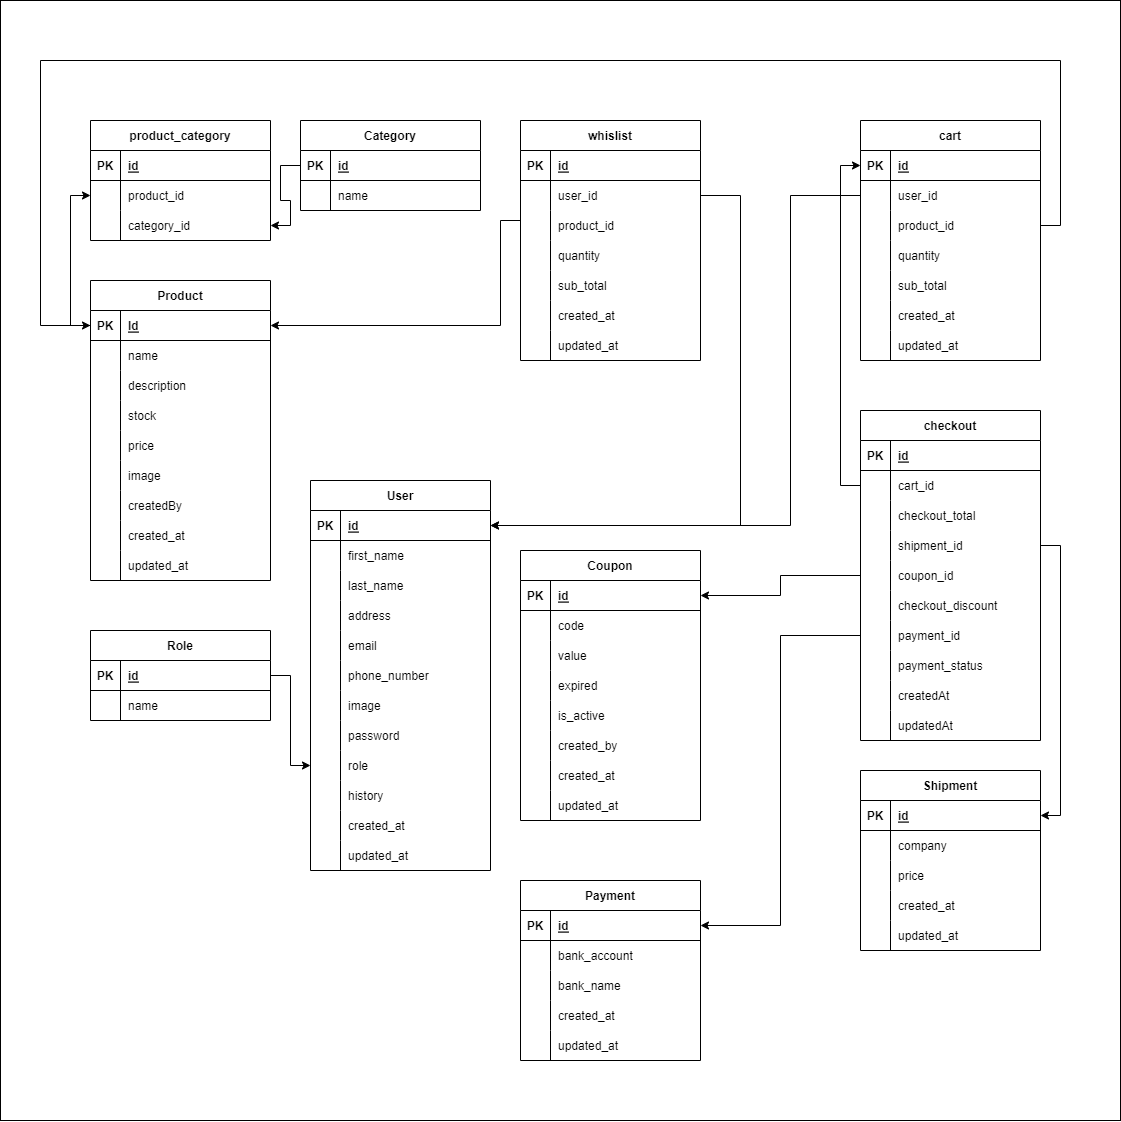 product_category
PK id
product_id
category_id
Category
PK id
name
whislist
PK id
user_id
product_id
quantity
sub_total
created_at
updated_at
cart
PK id
user_id
product_id
quantity
sub_total
created_at
updated_at
Product
PK Id
name
description
stock
price
image
createdBy
created_at
updated_at
checkout
PK id
cart_id
checkout_total
shipment_id
coupon_id
checkout_discount
payment_id
payment_status
createdAt
updatedAt
User
PK id
first_name
last_name
address
email
phone_number
image
password
role
history
created_at
updated_at
Coupon
PK id
code
value
expired
is_active
created_by
created_at
updated_at
Role
PK id
name
Shipment
PK id
company
price
created_at
updated_at
Payment
PK id
bank_account
bank_name
created_at
updated_at